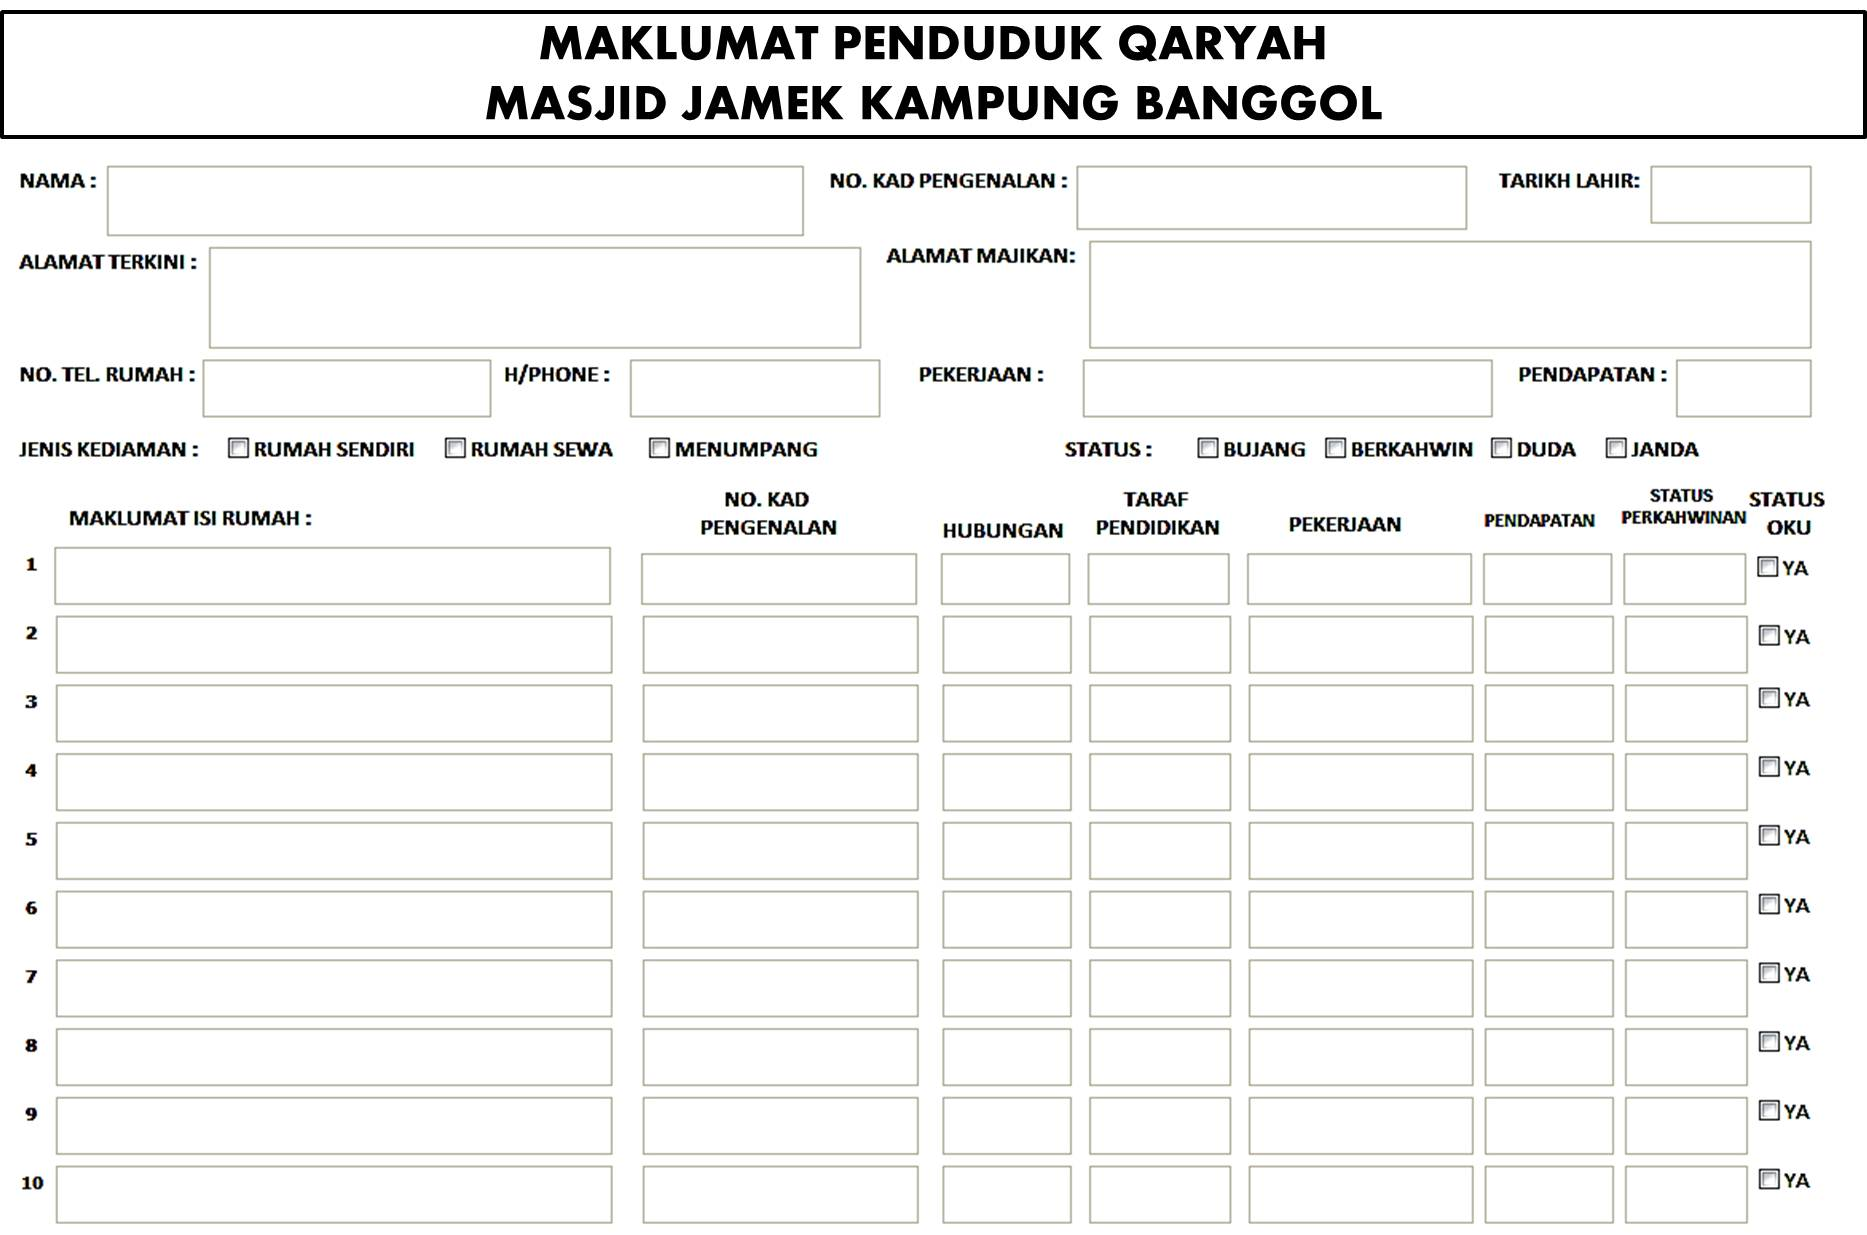 MAKLUMAT PENDUDUK QARYAH
MASJID JAMEK KAMPUNG BANGGOL
NAMA : NO. KAD PENGENALAN : TARIKH LAHIR:
ALAMAT TERKINI : ALAMAT MAJIKAN:
NO. TEL. RUMAH : H/PHONE : PEKERJAAN : PENDAPATAN :
JENIS KEDIAMAN : RUMAH SENDIRI RUMAH SEWA MENUMPANG STATUS : BUJANG BERKAHWIN DUDA JANDA
MAKLUMAT ISI RUMAH :
NO. KAD
PENGENALAN
HUBUNGAN
TARAF
PENDIDIKAN
PEKERJAAN
PENDAPATAN
STATUS
PERKAHWINAN
STATUS
OKU
1 YA
2 YA
3 YA
4 YA
5 YA
6 YA
7 YA
8 YA
9 YA
10 YA